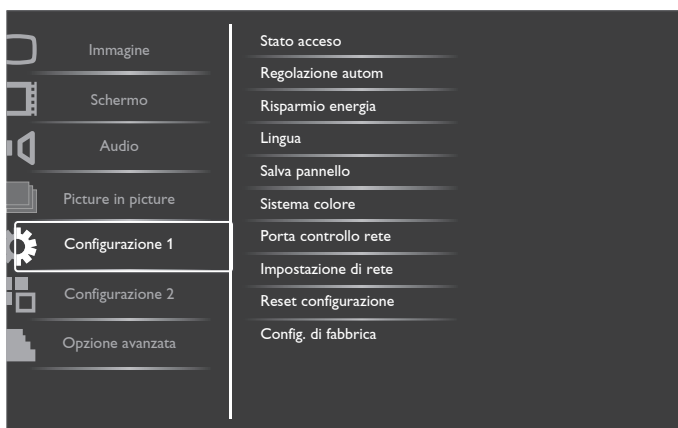 Immagine
Schermo
Audio
Picture in picture
Configurazione 1
Configurazione 2
Opzione avanzata
Stato acceso
Regolazione autom
Risparmio energia
Lingua
Salva pannello
Sistema colore
Porta controllo rete
Impostazione di rete
Reset configurazione
Config. di fabbrica